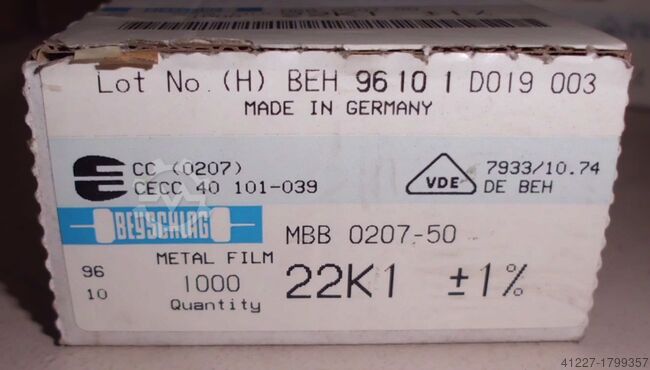 Lot No. (H) BEH 96 10 1 D019 003
MADE IN GERMANY
CC (0207)
CECC 40 101-039
VDE
7933/10.74
DE BEH
BEYSCHLAG
MBB 0207-50
METAL FILM
96
10
1000
Quantity
22K1 ±1%
41227-1799357